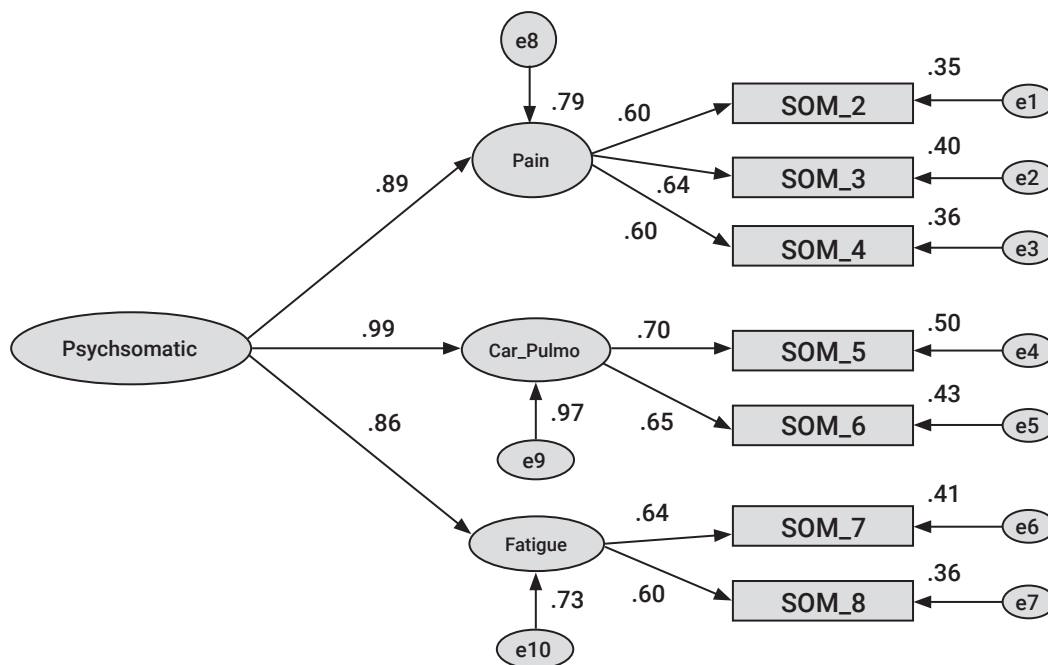 e8
.79
Pain
.89
.60
.64
.60
SOM_2
.35
e1
SOM_3
.40
e2
SOM_4
.36
e3
Psychsomatic
.99
Car_Pulmo
.97
e9
.70
.65
SOM_5
.50
e4
SOM_6
.43
e5
.86
Fatigue
.73
e10
.64
.60
SOM_7
.41
e6
SOM_8
.36
e7